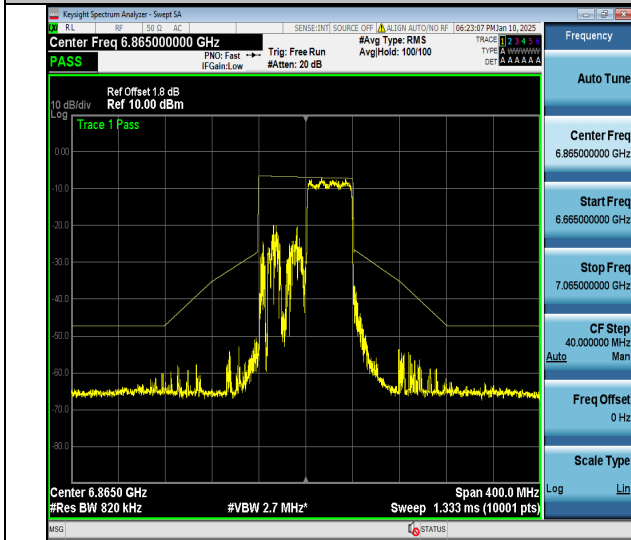 Keysight Spectrum Analyzer - Swept SA
RL RF 50 Ω AC SENSE:INT SOURCE OFF ALIGN AUTO/NO RF 06:23:07 PM Jan 10, 2025
Center Freq 6.865000000 GHz
PASS
PNO: Fast
IFGain:Low
Trig: Free Run
#Atten: 20 dB
#Avg Type: RMS
Avg|Hold: 100/100
TRACE 1 2 3 4 5 6
TYPE A WWWWW
DET A A A A A A
Ref Offset 1.8 dB
10 dB/div Ref 10.00 dBm
Log
Trace 1 Pass
0.00
-10.0
-20.0
-30.0
-40.0
-50.0
-60.0
-70.0
-80.0
Center 6.8650 GHz Span 400.0 MHz
#Res BW 820 kHz #VBW 2.7 MHz* Sweep 1.333 ms (10001 pts)
MSG STATUS
Frequency
Auto Tune
Center Freq
6.865000000 GHz
Start Freq
6.665000000 GHz
Stop Freq
7.065000000 GHz
CF Step
40.000000 MHz
Auto Man
Freq Offset
0 Hz
Scale Type
Log Lin